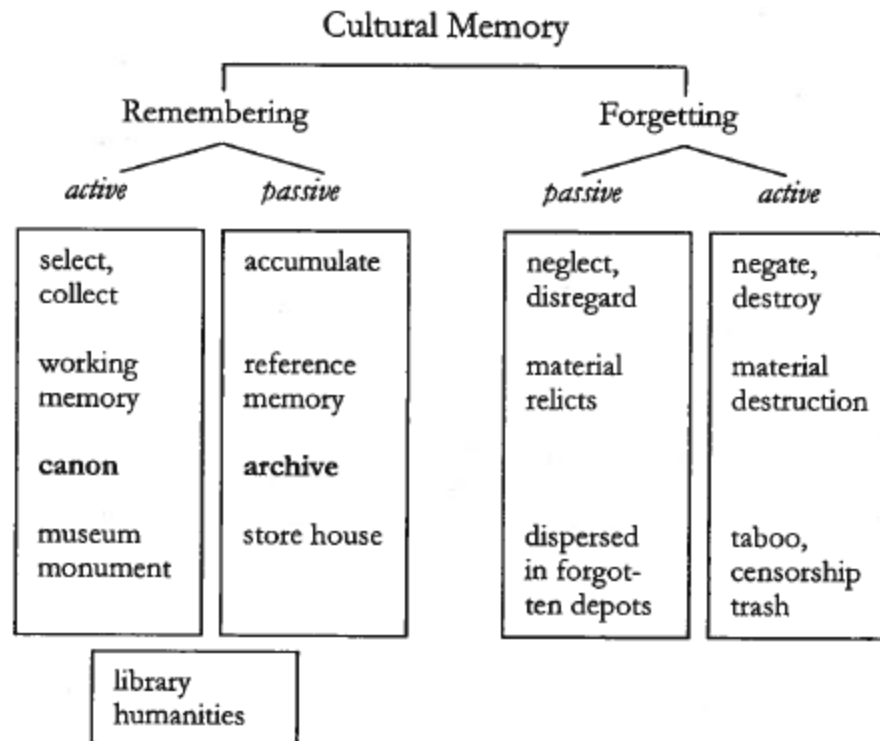 Cultural Memory
Remembering
Forgetting
active
passive
passive
active
select,
collect
working
memory
canon
museum
monument
accumulate
reference
memory
archive
store house
neglect,
disregard
material
relicts
dispersed
in forgot-
ten depots
negate,
destroy
material
destruction
taboo,
censorship
trash
library
humanities